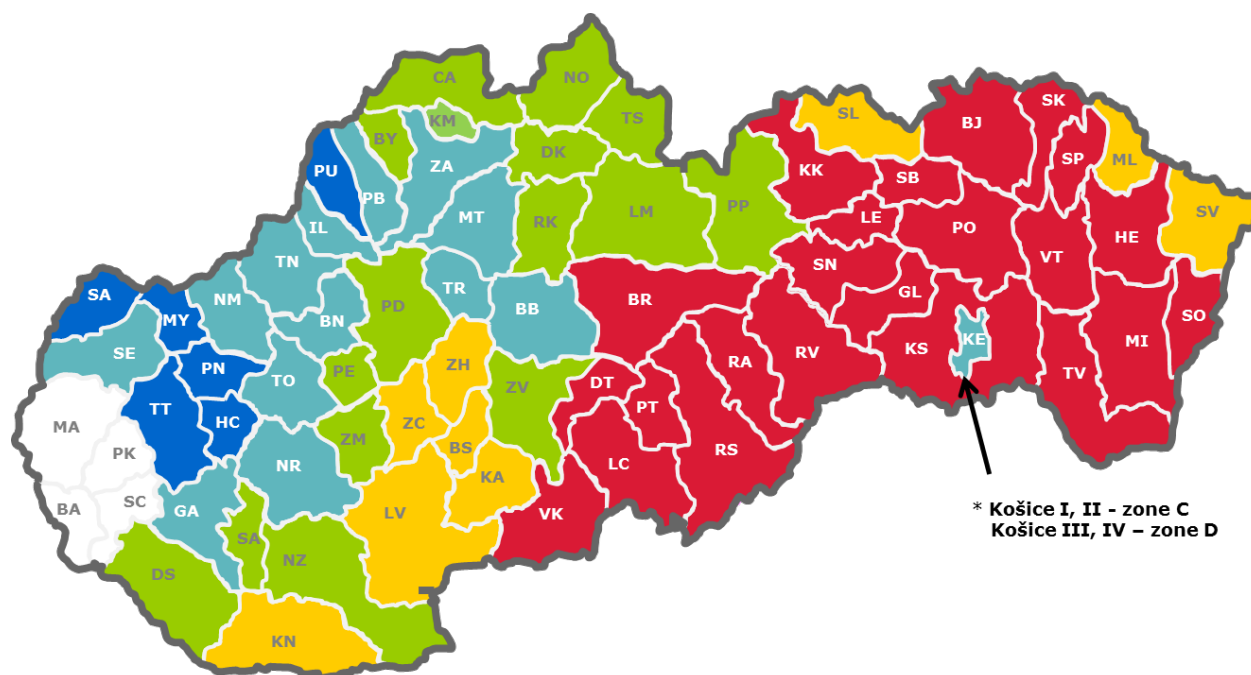 CA
NO
KM
TS
BY
DK
ZA
PU
PB
MT
RK
LM
PP
IL
TN
SL
BJ
SK
SP
ML
KK
SB
LE
PO
SV
HE
VT
SN
GL
SA
MY
NM
BN
PD
TR
BB
BR
SO
SE
PN
TO
PE
ZH
ZV
RA
RV
KS
KE
MI
TV
TT
HC
ZM
ZC
BS
DT
PT
MA
PK
NR
KA
LC
RS
BA
SC
GA
LV
VK
SA
NZ
DS
KN
* Košice I, II - zone C
Košice III, IV – zone D